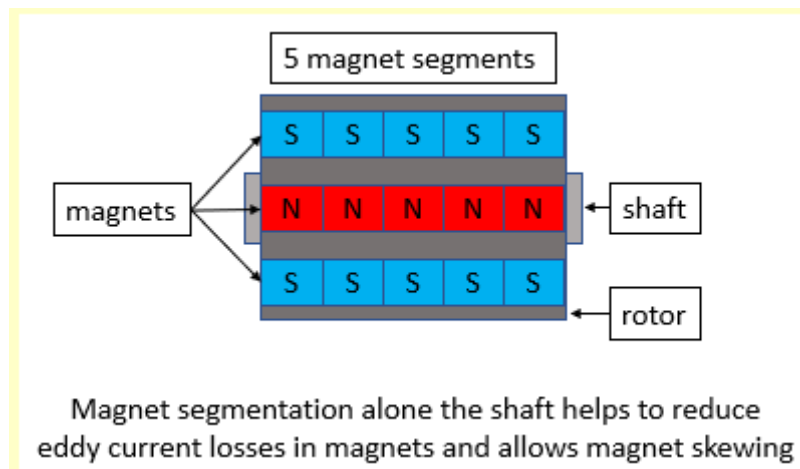 5 magnet segments
S S S S S
magnets
N N N N N
shaft
S S S S S
rotor
Magnet segmentation alone the shaft helps to reduce
eddy current losses in magnets and allows magnet skewing